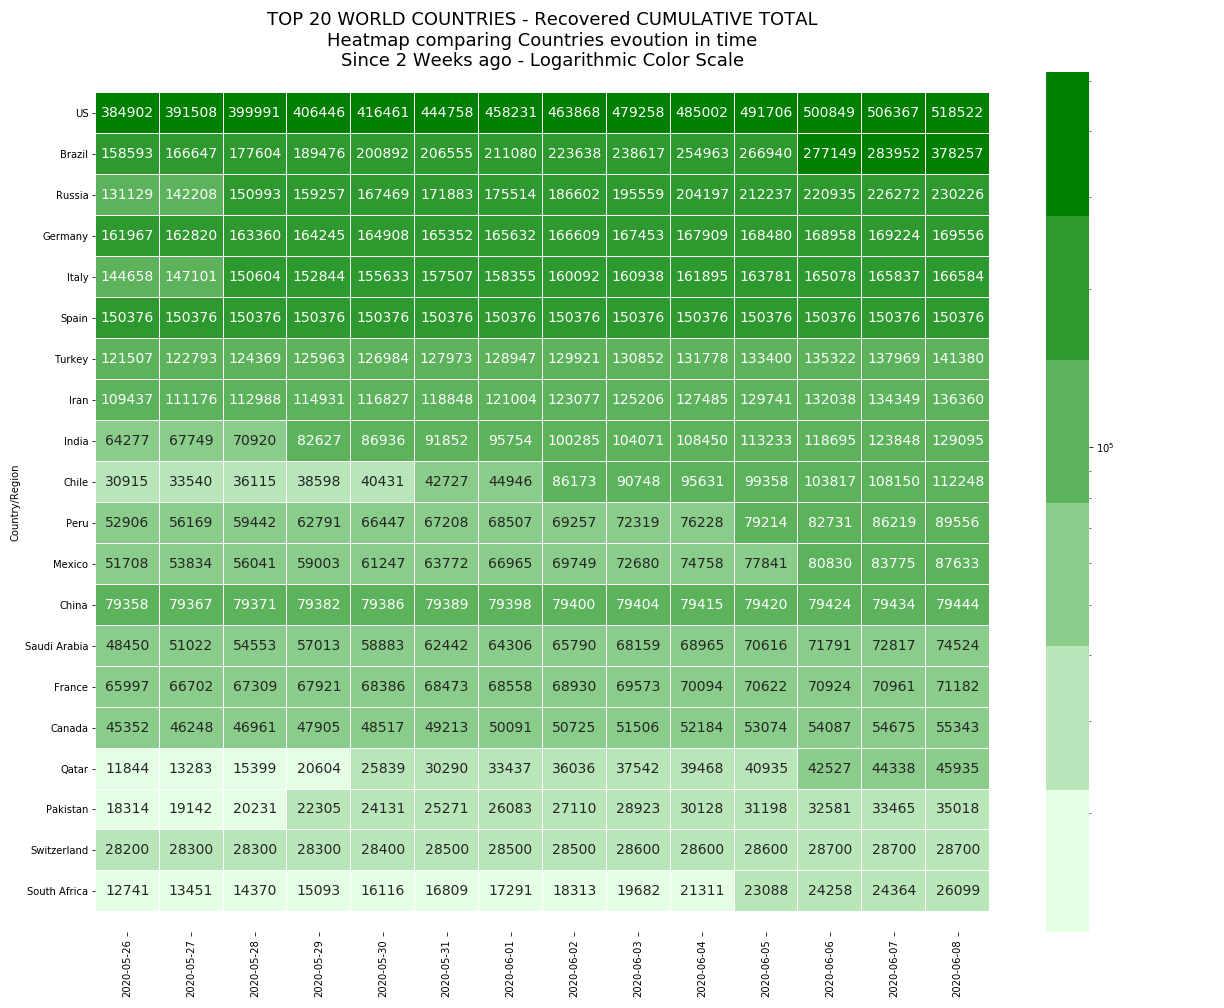 TOP 20 WORLD COUNTRIES - Recovered CUMULATIVE TOTAL
Heatmap comparing Countries evoution in time
Since 2 Weeks ago - Logarithmic Color Scale
US 384902 391508 399991 406446 416461 444758 458231 463868 479258 485002 491706 500849 506367 518522
Brazil 158593 166647 177604 189476 200892 206555 211080 223638 238617 254963 266940 277149 283952 378257
Russia 131129 142208 150993 159257 167469 171883 175514 186602 195559 204197 212237 220935 226272 230226
Germany 161967 162820 163360 164245 164908 165352 165632 166609 167453 167909 168480 168958 169224 169556
Italy 144658 147101 150604 152844 155633 157507 158355 160092 160938 161895 163781 165078 165837 166584
Spain 150376 150376 150376 150376 150376 150376 150376 150376 150376 150376 150376 150376 150376 150376
Turkey 121507 122793 124369 125963 126984 127973 128947 129921 130852 131778 133400 135322 137969 141380
Iran 109437 111176 112988 114931 116827 118848 121004 123077 125206 127485 129741 132038 134349 136360
India 64277 67749 70920 82627 86936 91852 95754 100285 104071 108450 113233 118695 123848 129095
10⁵
Chile 30915 33540 36115 38598 40431 42727 44946 86173 90748 95631 99358 103817 108150 112248
Country/Region
Peru 52906 56169 59442 62791 66447 67208 68507 69257 72319 76228 79214 82731 86219 89556
Mexico 51708 53834 56041 59003 61247 63772 66965 69749 72680 74758 77841 80830 83775 87633
China 79358 79367 79371 79382 79386 79389 79398 79400 79404 79415 79420 79424 79434 79444
Saudi Arabia 48450 51022 54553 57013 58883 62442 64306 65790 68159 68965 70616 71791 72817 74524
France 65997 66702 67309 67921 68386 68473 68558 68930 69573 70094 70622 70924 70961 71182
Canada 45352 46248 46961 47905 48517 49213 50091 50725 51506 52184 53074 54087 54675 55343
Qatar 11844 13283 15399 20604 25839 30290 33437 36036 37542 39468 40935 42527 44338 45935
Pakistan 18314 19142 20231 22305 24131 25271 26083 27110 28923 30128 31198 32581 33465 35018
Switzerland 28200 28300 28300 28300 28400 28500 28500 28500 28600 28600 28600 28700 28700 28700
South Africa 12741 13451 14370 15093 16116 16809 17291 18313 19682 21311 23088 24258 24364 26099
2020-05-26 2020-05-27 2020-05-28 2020-05-29 2020-05-30 2020-05-31 2020-06-01 2020-06-02 2020-06-03 2020-06-04 2020-06-05 2020-06-06 2020-06-07 2020-06-08